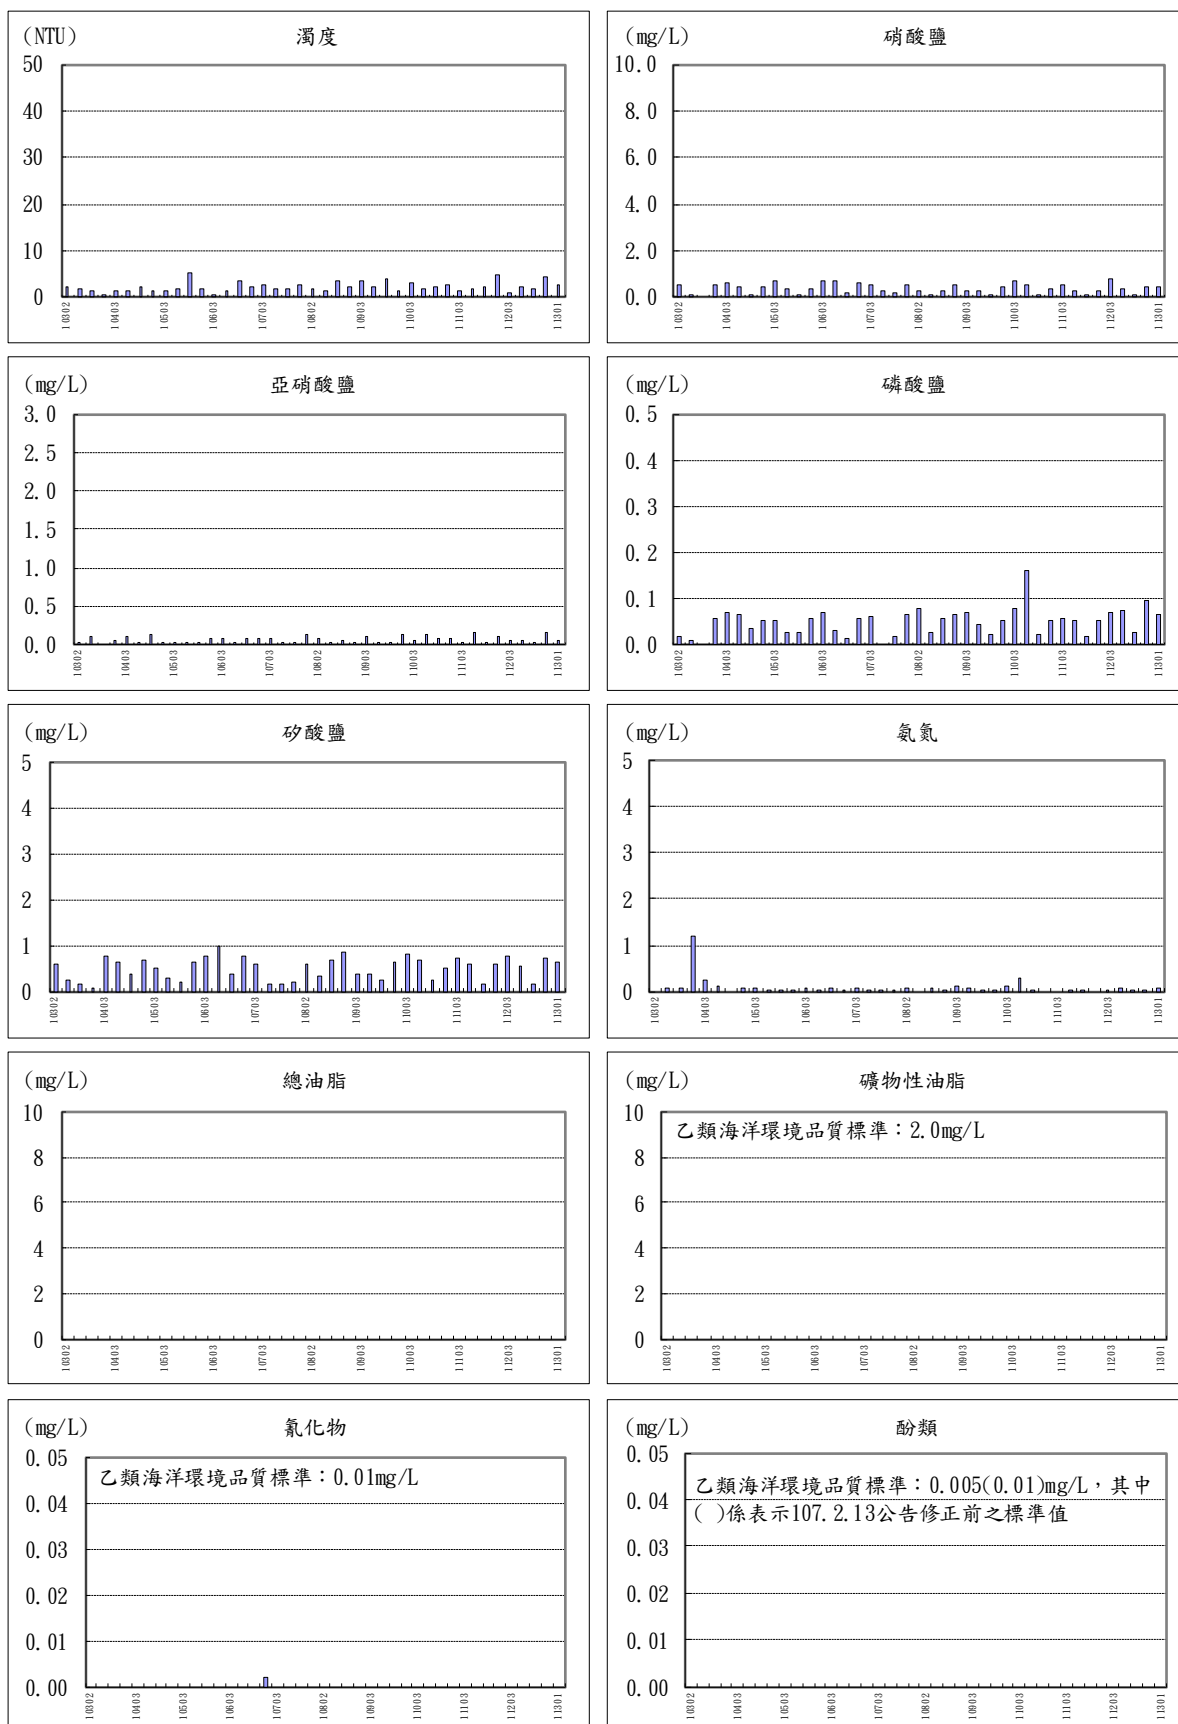 (NTU) 濁度
50
40
30
20
10
0
10302 10403 10503 10603 10703 10802 10903 11003 11103 11203 11301
(mg/L) 硝酸鹽
10.0
8.0
6.0
4.0
2.0
0.0
10302 10403 10503 10603 10703 10802 10903 11003 11103 11203 11301
(mg/L) 亞硝酸鹽
3.0
2.5
2.0
1.5
1.0
0.5
0.0
10302 10403 10503 10603 10703 10802 10903 11003 11103 11203 11301
(mg/L) 磷酸鹽
0.5
0.4
0.3
0.2
0.1
0.0
10302 10403 10503 10603 10703 10802 10903 11003 11103 11203 11301
(mg/L) 矽酸鹽
5
4
3
2
1
0
10302 10403 10503 10603 10703 10802 10903 11003 11103 11203 11301
(mg/L) 氨氮
5
4
3
2
1
0
10302 10403 10503 10603 10703 10802 10903 11003 11103 11203 11301
(mg/L) 總油脂
10
8
6
4
2
0
10302 10403 10503 10603 10703 10802 10903 11003 11103 11203 11301
(mg/L) 礦物性油脂
乙類海洋環境品質標準：2.0mg/L
10
8
6
4
2
0
10302 10403 10503 10603 10703 10802 10903 11003 11103 11203 11301
(mg/L) 氰化物
乙類海洋環境品質標準：0.01mg/L
0.05
0.04
0.03
0.02
0.01
0.00
10302 10403 10503 10603 10703 10802 10903 11003 11103 11203 11301
(mg/L) 酚類
乙類海洋環境品質標準：0.005(0.01)mg/L，其中
( )係表示107.2.13公告修正前之標準值
0.05
0.04
0.03
0.02
0.01
0.00
10302 10403 10503 10603 10703 10802 10903 11003 11103 11203 11301